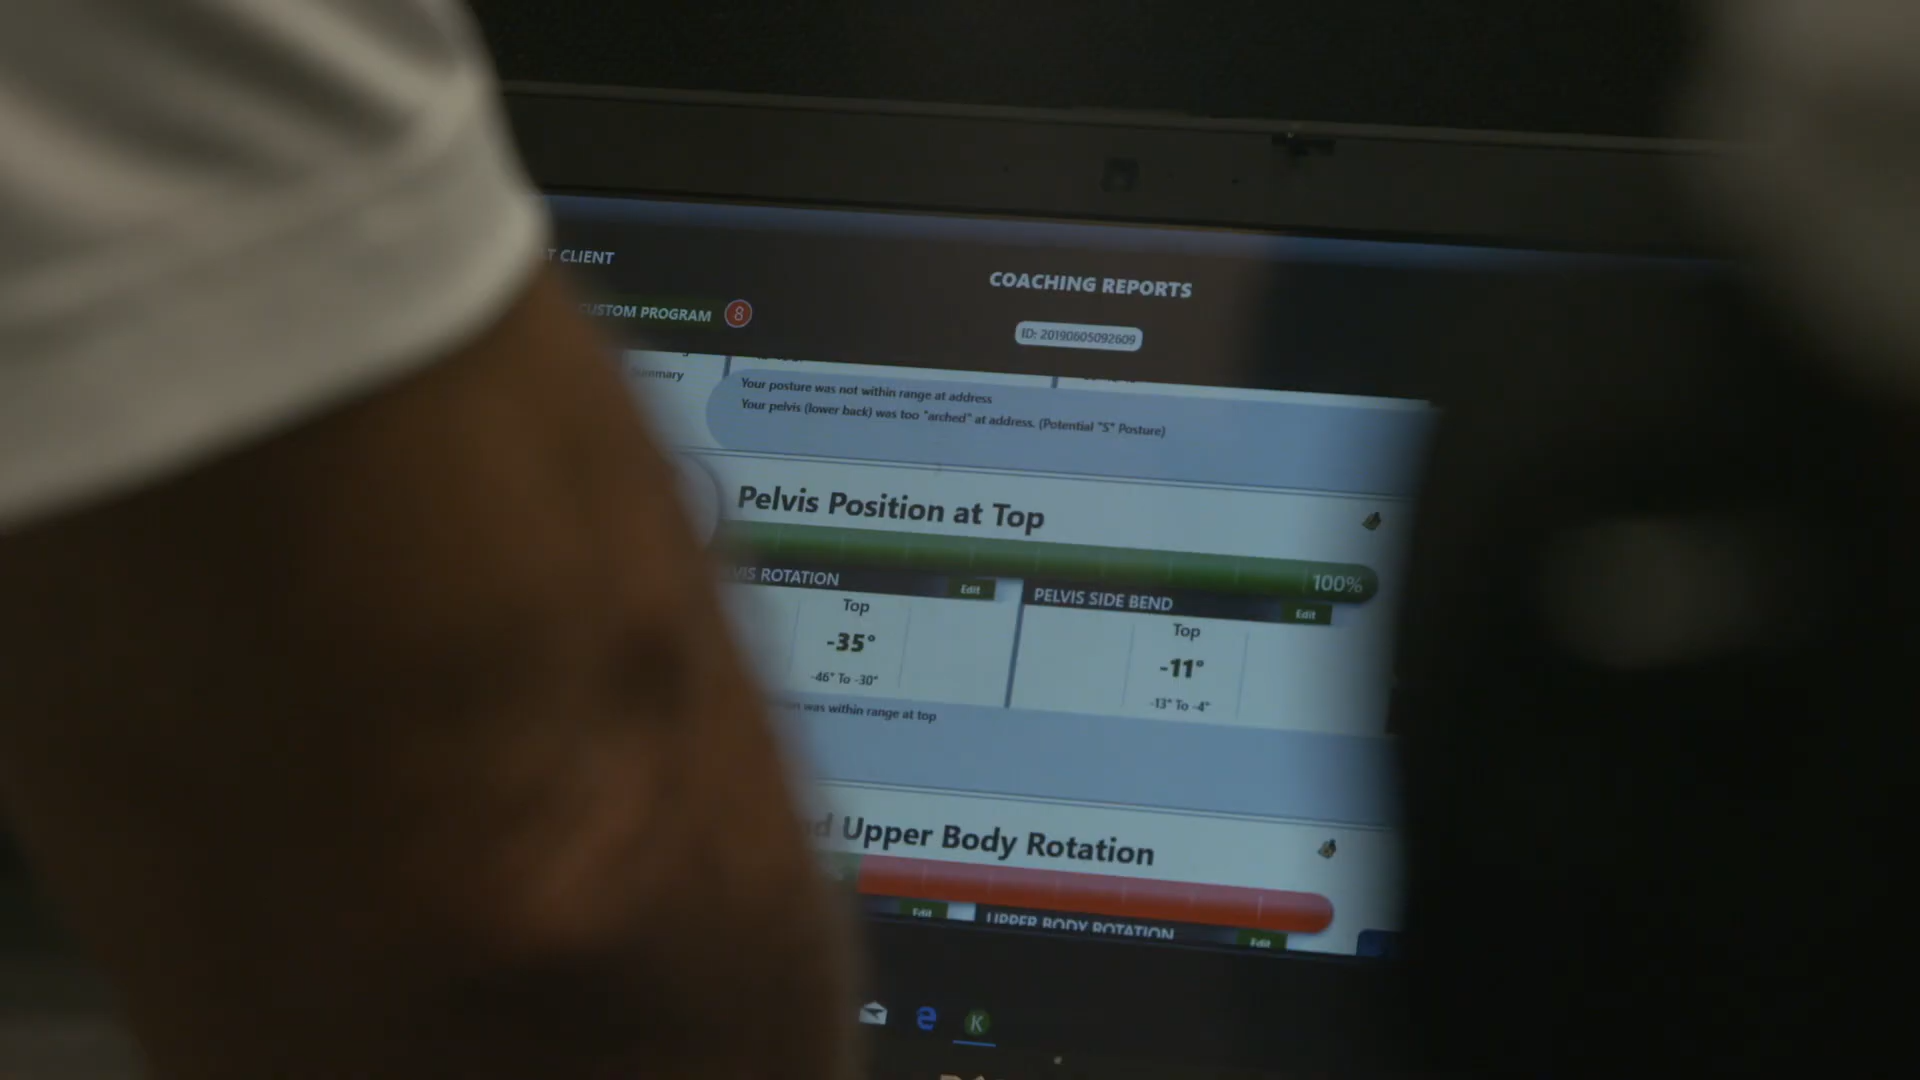 T CLIENT
COACHING REPORTS
CUSTOM PROGRAM 8
ID: 20190605092609
Summary
Your posture was not within range at address
Your pelvis (lower back) was too "arched" at address. (Potential "S" Posture)
Pelvis Position at Top
100%
VIS ROTATION Edit
PELVIS SIDE BEND Edit
Top
-35°
-46° To -30°
Top
-11°
-13° To -4°
was within range at top
d Upper Body Rotation
Edit
UPPER BODY ROTATION Edit
K